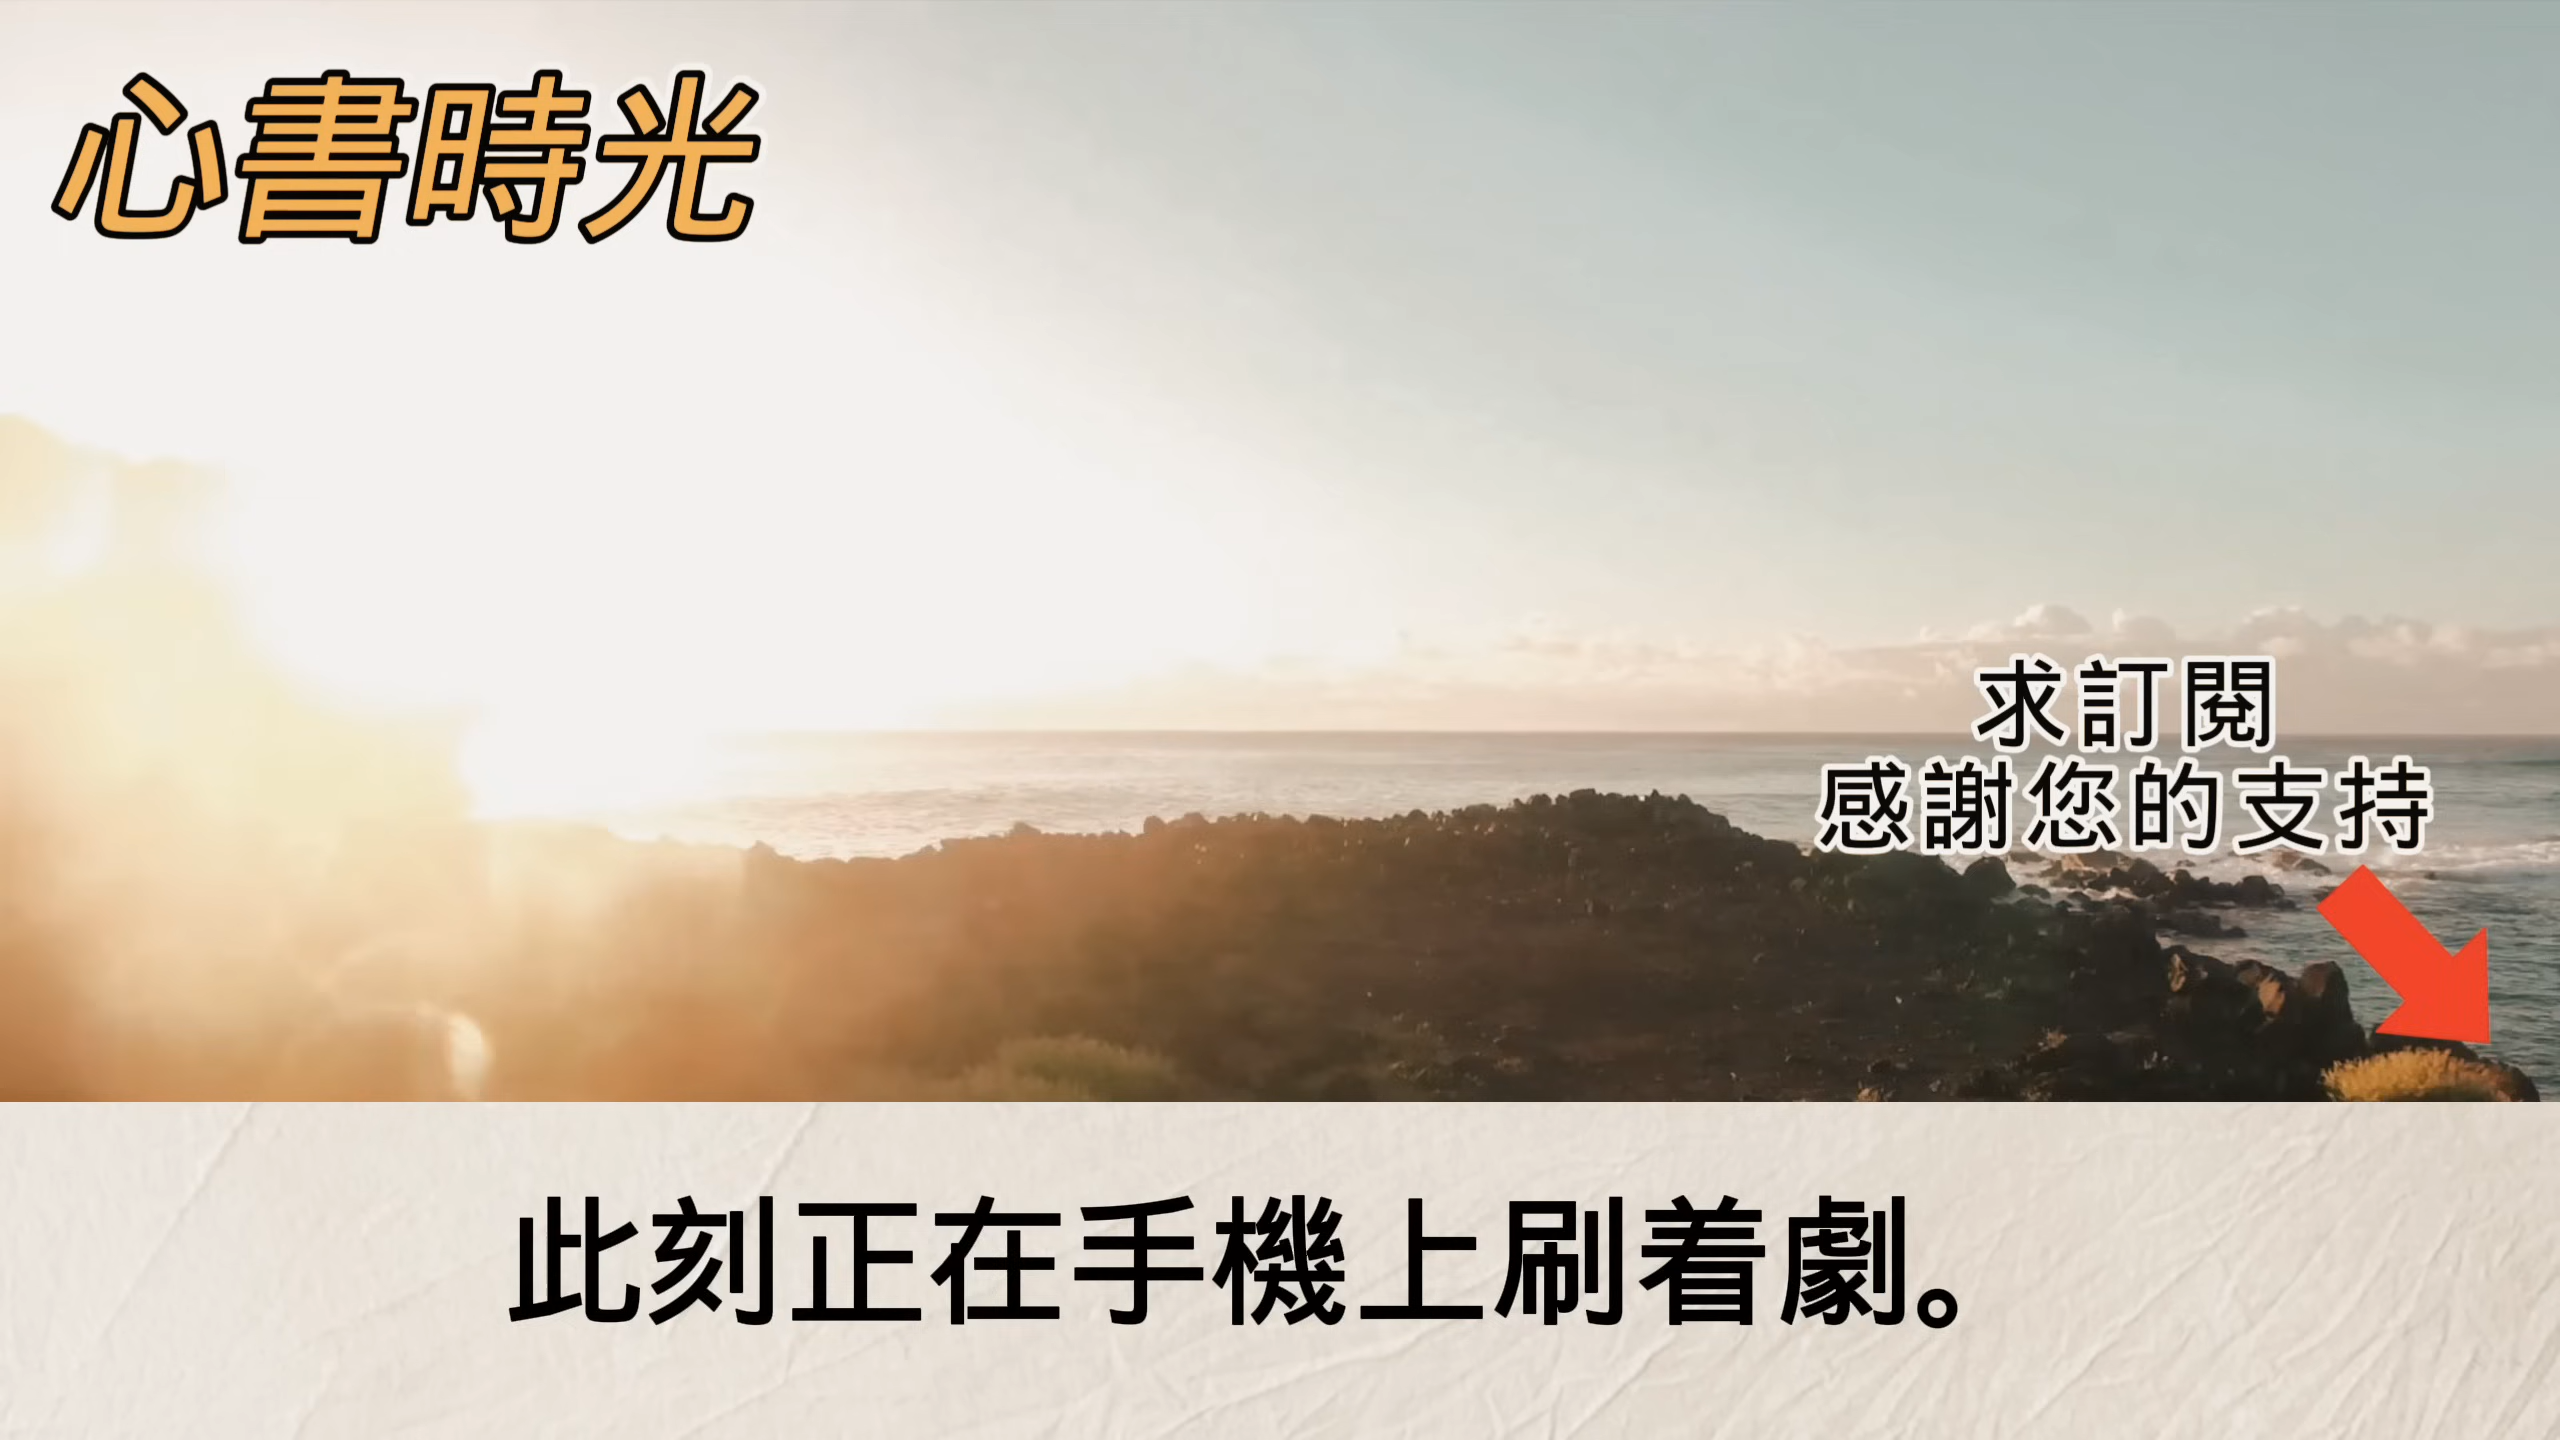 心書時光
求訂閱
感謝您的支持
此刻正在手機上刷着劇。